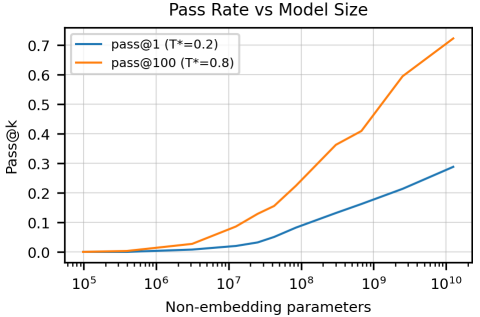 Pass Rate vs Model Size
pass@1 (T*=0.2)
pass@100 (T*=0.8)
Pass@k
0.7
0.6
0.5
0.4
0.3
0.2
0.1
0.0
10⁵ 10⁶ 10⁷ 10⁸ 10⁹ 10¹⁰
Non-embedding parameters